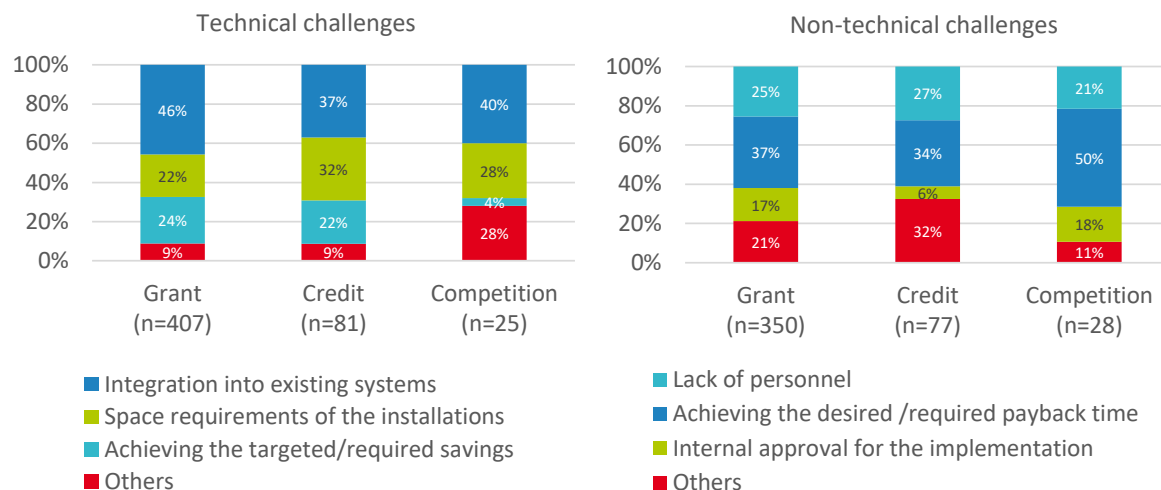 Technical challenges
100%
80%
60%
40%
20%
0%
46%
37%
40%
22%
32%
28%
24%
22%
4%
9%
9%
28%
Grant
(n=407)
Credit
(n=81)
Competition
(n=25)
Integration into existing systems
Space requirements of the installations
Achieving the targeted/required savings
Others
Non-technical challenges
100%
80%
60%
40%
20%
0%
25%
27%
21%
37%
34%
50%
17%
6%
18%
21%
32%
11%
Grant
(n=350)
Credit
(n=77)
Competition
(n=28)
Lack of personnel
Achieving the desired /required payback time
Internal approval for the implementation
Others